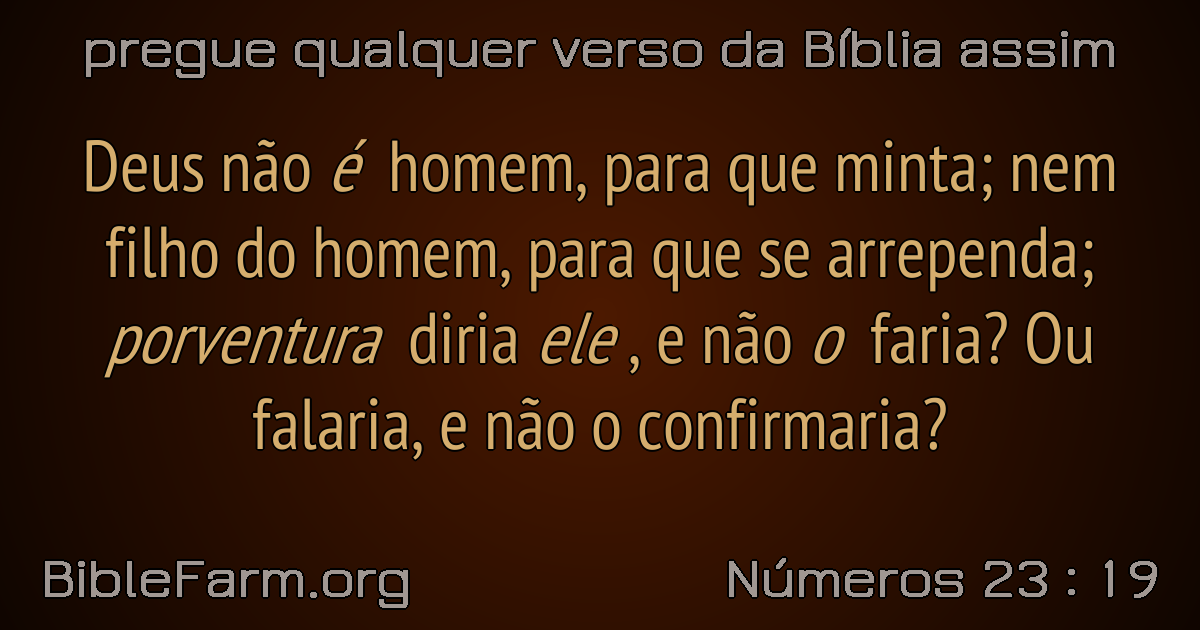 pregue qualquer verso da Bíblia assim
Deus não é homem, para que minta; nem
filho do homem, para que se arrependa;
porventura diria ele , e não o faria? Ou
falaria, e não o confirmaria?
BibleFarm.org
Números 23 : 19